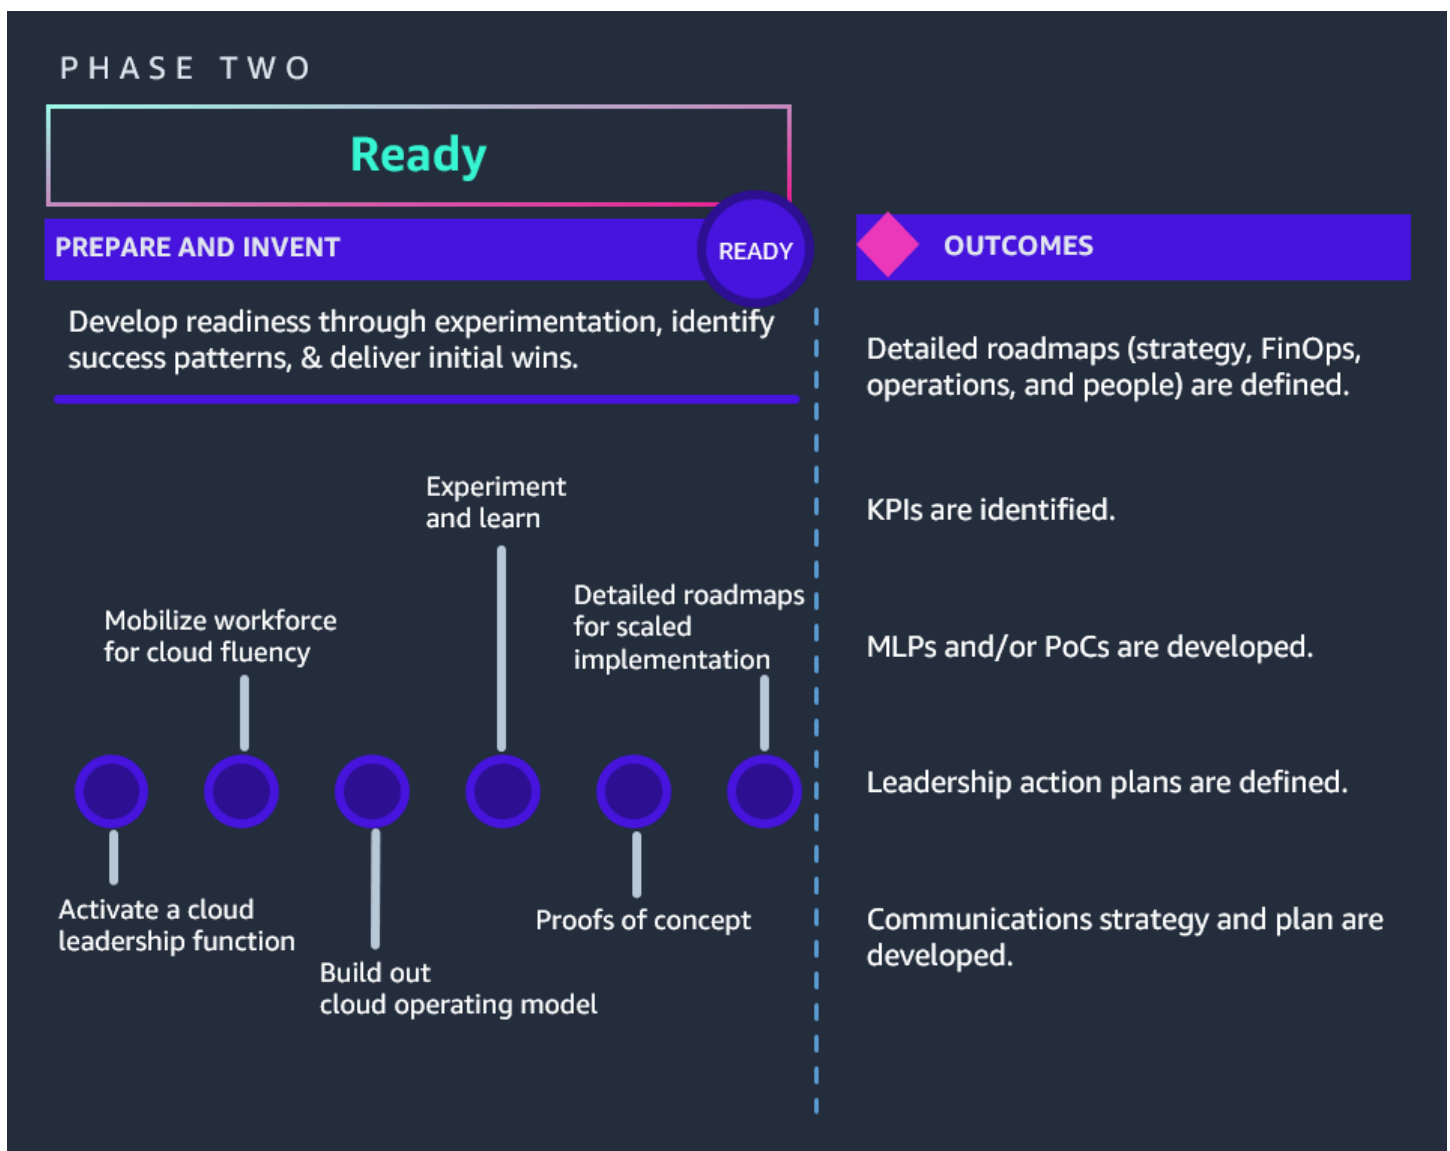 PHASE TWO
Ready
PREPARE AND INVENT
READY
Develop readiness through experimentation, identify
success patterns, & deliver initial wins.
Experiment
and learn
Mobilize workforce
for cloud fluency
Detailed roadmaps
for scaled
implementation
Activate a cloud
leadership function
Build out
cloud operating model
Proofs of concept
OUTCOMES
Detailed roadmaps (strategy, FinOps,
operations, and people) are defined.
KPIs are identified.
MLPs and/or PoCs are developed.
Leadership action plans are defined.
Communications strategy and plan are
developed.